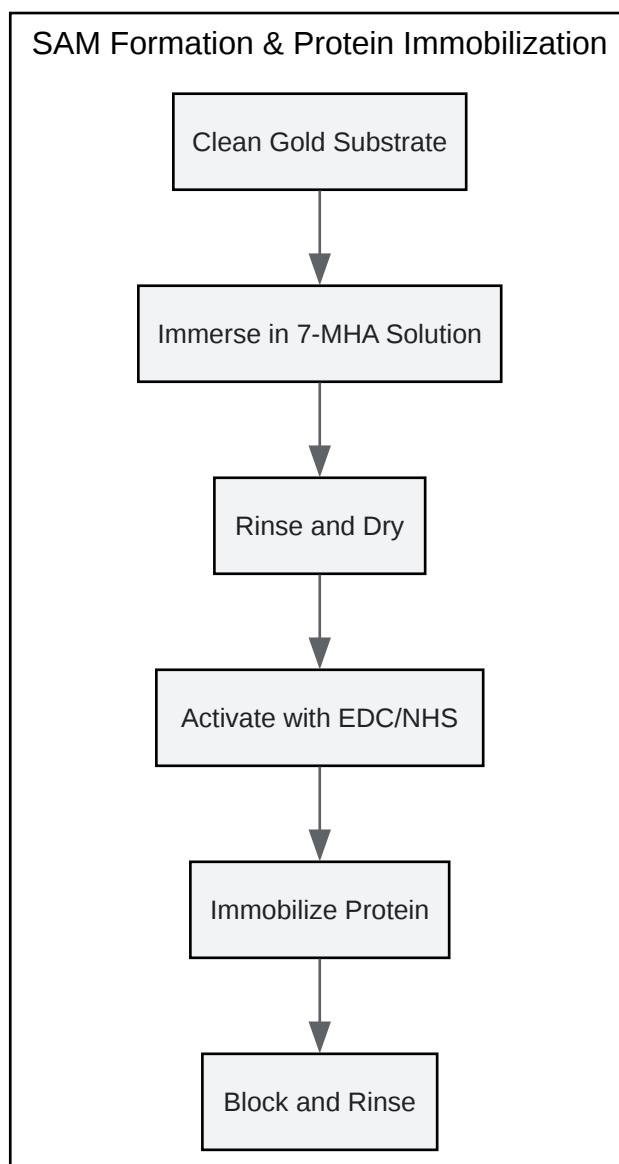 SAM Formation & Protein Immobilization
Clean Gold Substrate
Immerse in 7-MHA Solution
Rinse and Dry
Activate with EDC/NHS
Immobilize Protein
Block and Rinse